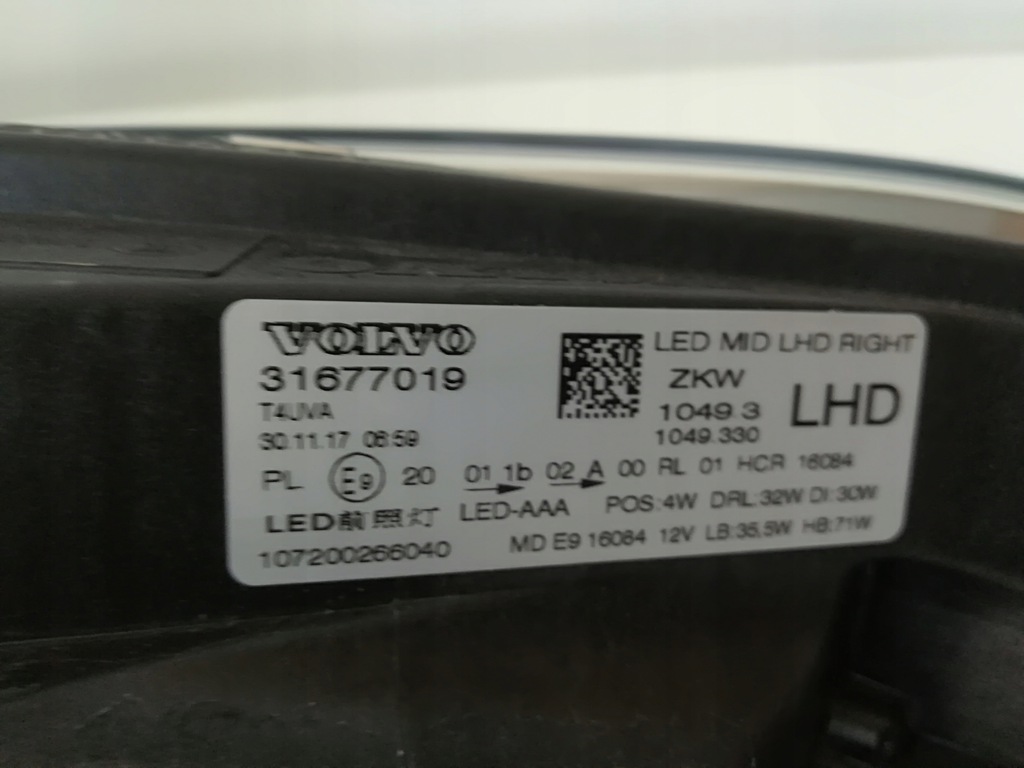 VOLVO
31677019
T4UVA
30.11.17 06:59
LED MID LHD RIGHT
ZKW
1049.3
1049.330
LHD
PL E9 20 01 1b 02 A 00 RL 01 HCR 16084
LED前照灯 LED-AAA POS:4W DRL:32W DI:30W
107200266040 MD E9 16084 12V LB:35,5W HB:71W